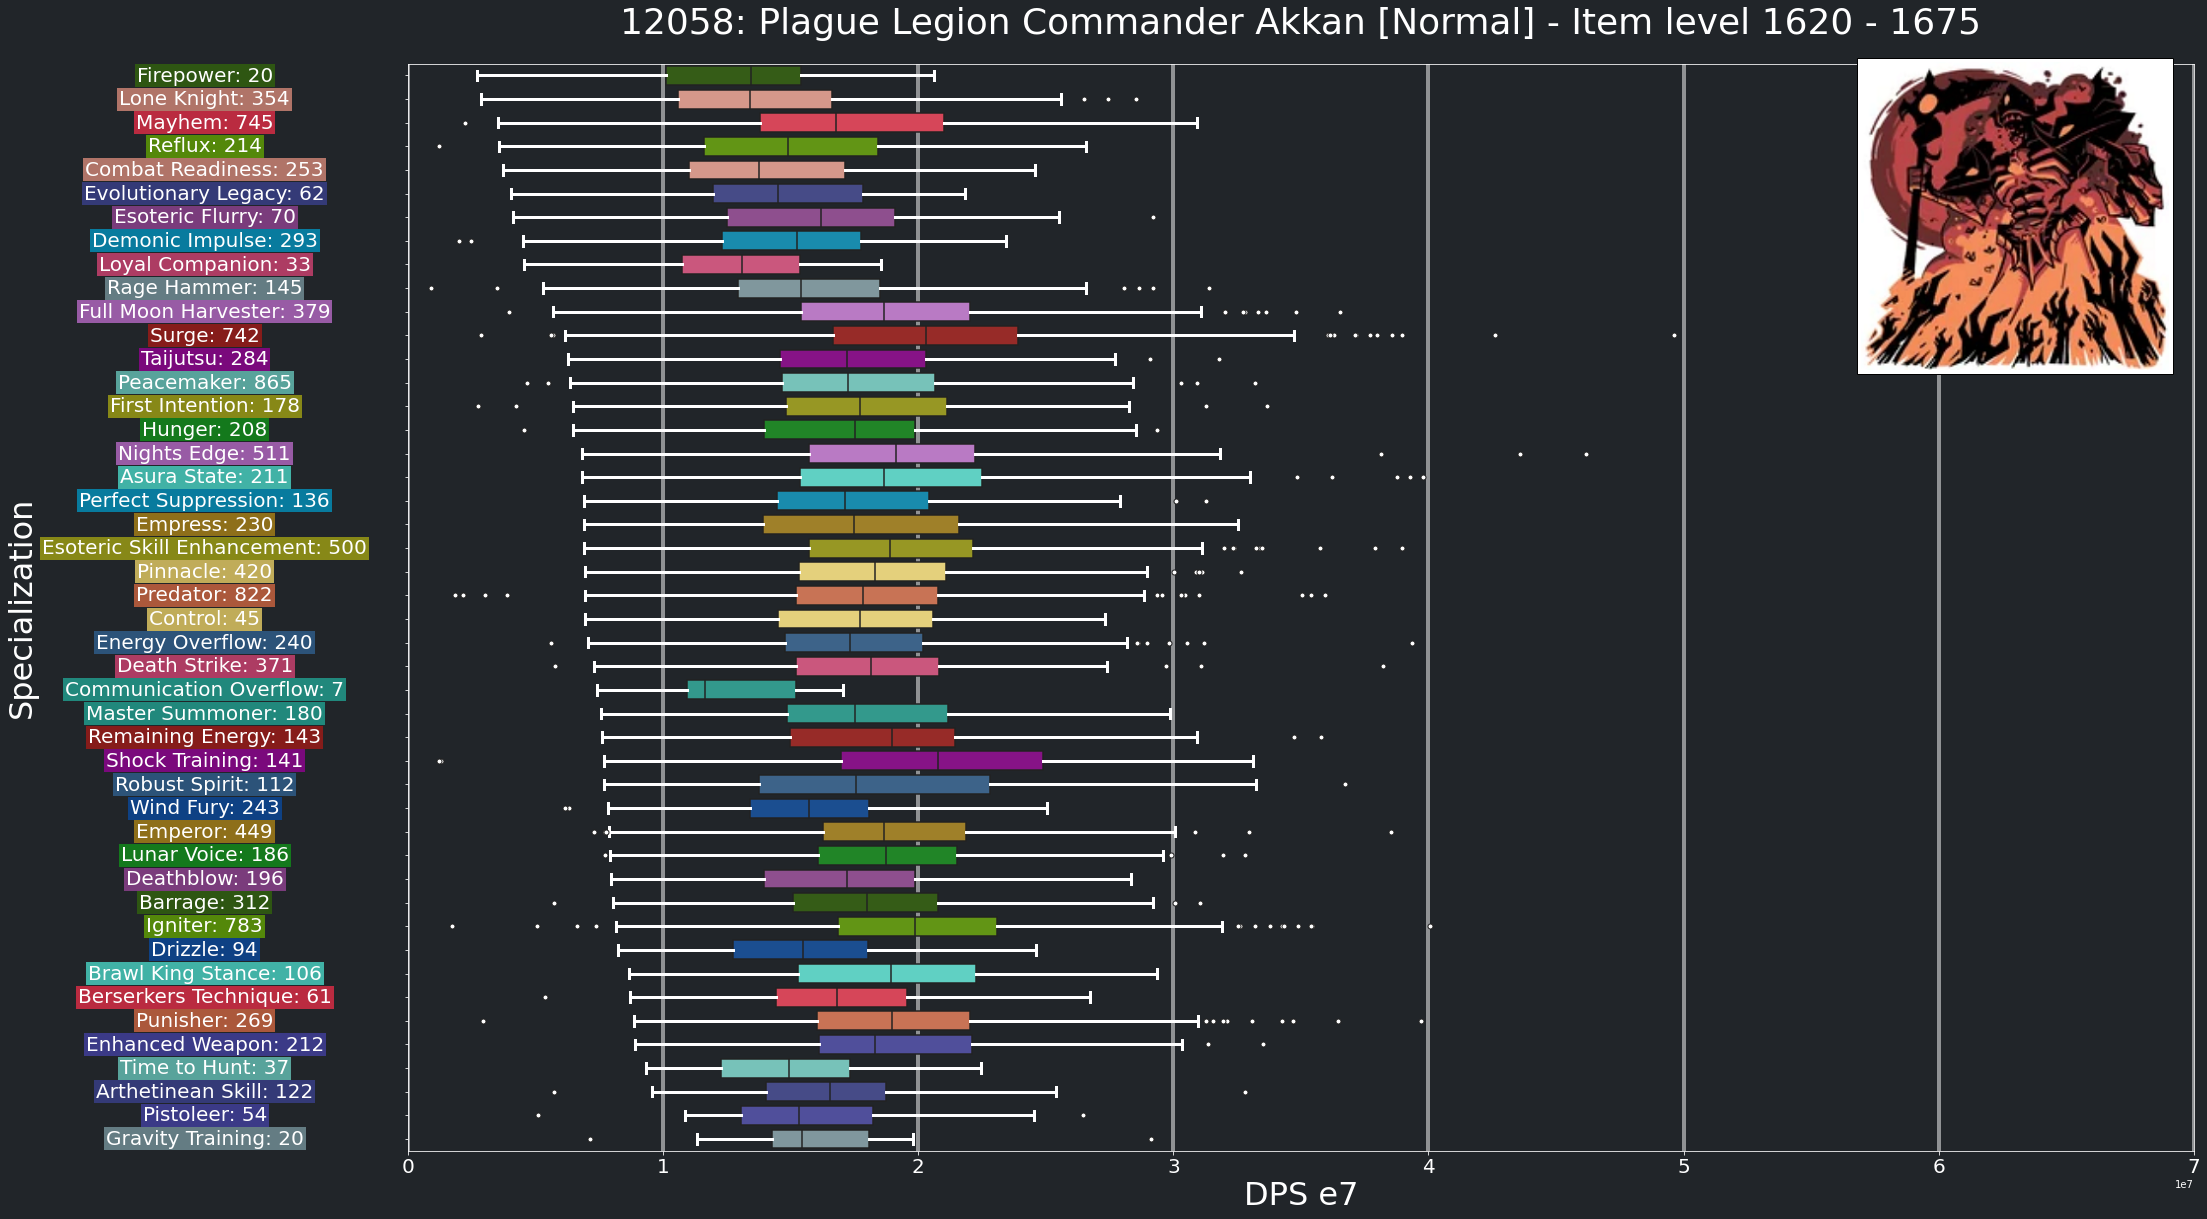 12058: Plague Legion Commander Akkan [Normal] - Item level 1620 - 1675
Specialization
Firepower: 20
Lone Knight: 354
Mayhem: 745
Reflux: 214
Combat Readiness: 253
Evolutionary Legacy: 62
Esoteric Flurry: 70
Demonic Impulse: 293
Loyal Companion: 33
Rage Hammer: 145
Full Moon Harvester: 379
Surge: 742
Taijutsu: 284
Peacemaker: 865
First Intention: 178
Hunger: 208
Nights Edge: 511
Asura State: 211
Perfect Suppression: 136
Empress: 230
Esoteric Skill Enhancement: 500
Pinnacle: 420
Predator: 822
Control: 45
Energy Overflow: 240
Death Strike: 371
Communication Overflow: 7
Master Summoner: 180
Remaining Energy: 143
Shock Training: 141
Robust Spirit: 112
Wind Fury: 243
Emperor: 449
Lunar Voice: 186
Deathblow: 196
Barrage: 312
Igniter: 783
Drizzle: 94
Brawl King Stance: 106
Berserkers Technique: 61
Punisher: 269
Enhanced Weapon: 212
Time to Hunt: 37
Arthetinean Skill: 122
Pistoleer: 54
Gravity Training: 20
0 1 2 3 4 5 6 7
1e7
DPS e7